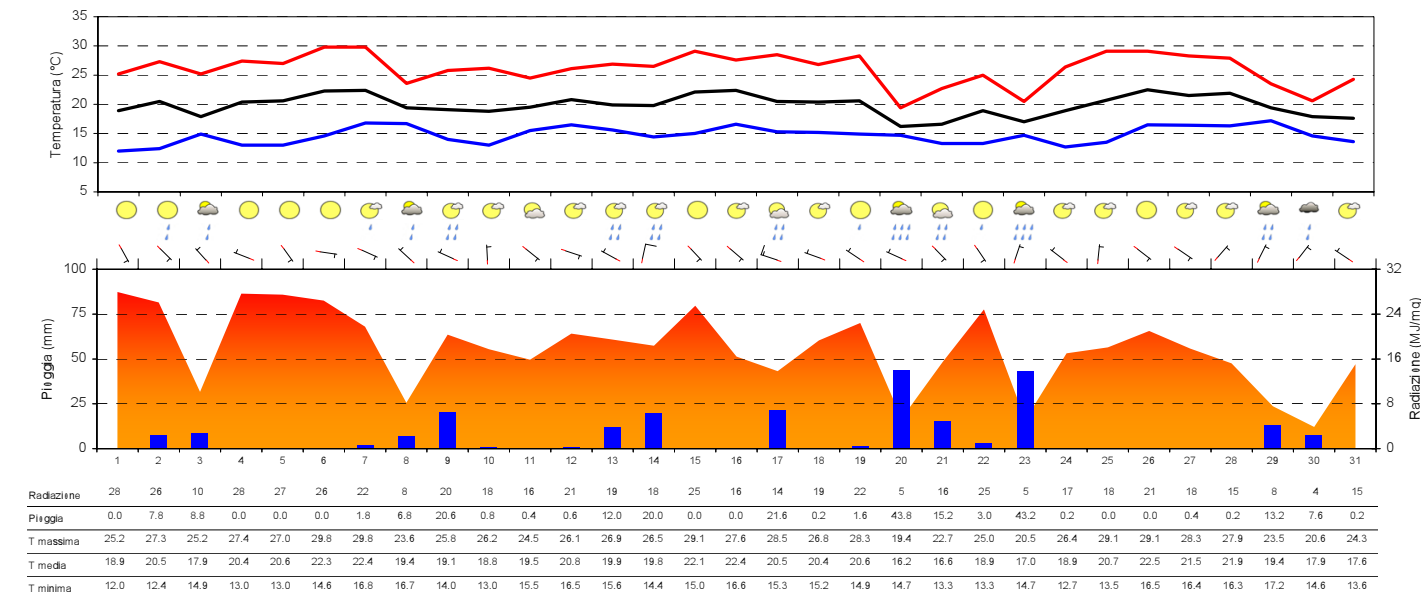 35
30
25
20
15
10
5
Temperatura (°C)
100
75
50
25
0
Pioggia (mm)
32
24
16
8
0
Radiazione (MJ/mq)
1 2 3 4 5 6 7 8 9 10 11 12 13 14 15 16 17 18 19 20 21 22 23 24 25 26 27 28 29 30 31
Radiazione 28 26 10 28 27 26 22 8 20 18 16 21 19 18 25 16 14 19 22 5 16 25 5 17 18 21 18 15 8 4 15
Pioggia 0.0 7.8 8.8 0.0 0.0 0.0 1.8 6.8 20.6 0.8 0.4 0.6 12.0 20.0 0.0 0.0 21.6 0.2 1.6 43.8 15.2 3.0 43.2 0.2 0.0 0.0 0.4 0.2 13.2 7.6 0.2
T massima 25.2 27.3 25.2 27.4 27.0 29.8 29.8 23.6 25.8 26.2 24.5 26.1 26.9 26.5 29.1 27.6 28.5 26.8 28.3 19.4 22.7 25.0 20.5 26.4 29.1 29.1 28.3 27.9 23.5 20.6 24.3
T media 18.9 20.5 17.9 20.4 20.6 22.3 22.4 19.4 19.1 18.8 19.5 20.8 19.9 19.8 22.1 22.4 20.5 20.4 20.6 16.2 16.6 18.9 17.0 18.9 20.7 22.5 21.5 21.9 19.4 17.9 17.6
T minima 12.0 12.4 14.9 13.0 13.0 14.6 16.8 16.7 14.0 13.0 15.5 16.5 15.6 14.4 15.0 16.6 15.3 15.2 14.9 14.7 13.3 13.3 14.7 12.7 13.5 16.5 16.4 16.3 17.2 14.6 13.6